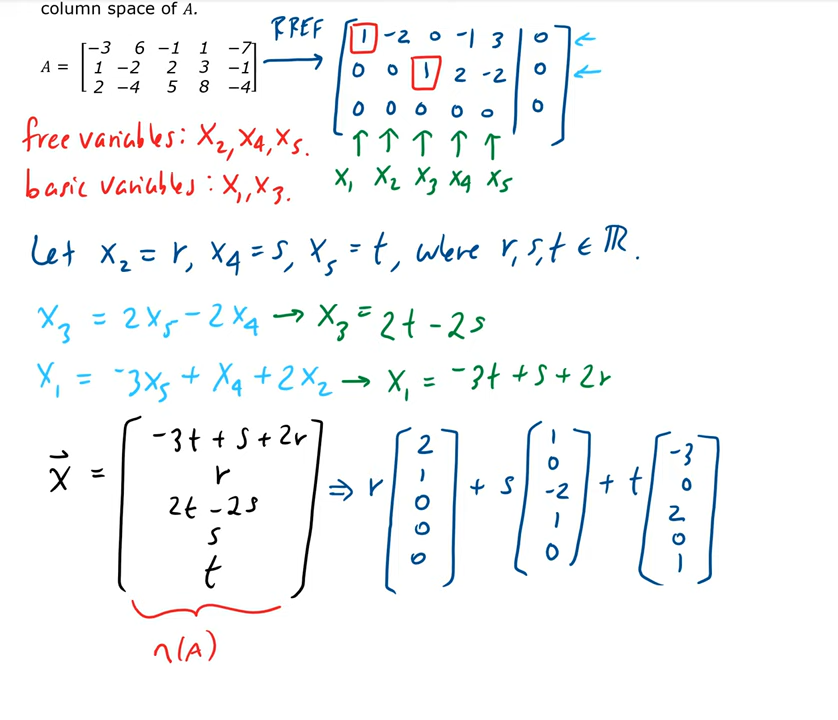 column space of A.
A = [−3 6 −1 1 −7
1 −2 2 3 −1
2 −4 5 8 −4]
RREF →
[1 -2 0 -1 3 | 0] ←
0 0 1 2 -2 | 0 ←
0 0 0 0 0 | 0
↑ ↑ ↑ ↑ ↑
x₁ x₂ x₃ x₄ x₅
free variables: x₂, x₄, x₅.
basic variables: x₁, x₃.
Let x₂ = r, x₄ = s, x₅ = t, where r, s, t ∈ ℝ.
x₃ = 2x₅ - 2x₄ → x₃ = 2t - 2s
x₁ = -3x₅ + x₄ + 2x₂ → x₁ = -3t + s + 2r
x⃗ = [-3t + s + 2r
r
2t - 2s
s
t]
⇒ r [2
1
0
0
0]
+ s [1
0
-2
1
0]
+ t [-3
0
2
0
1]
n(A)